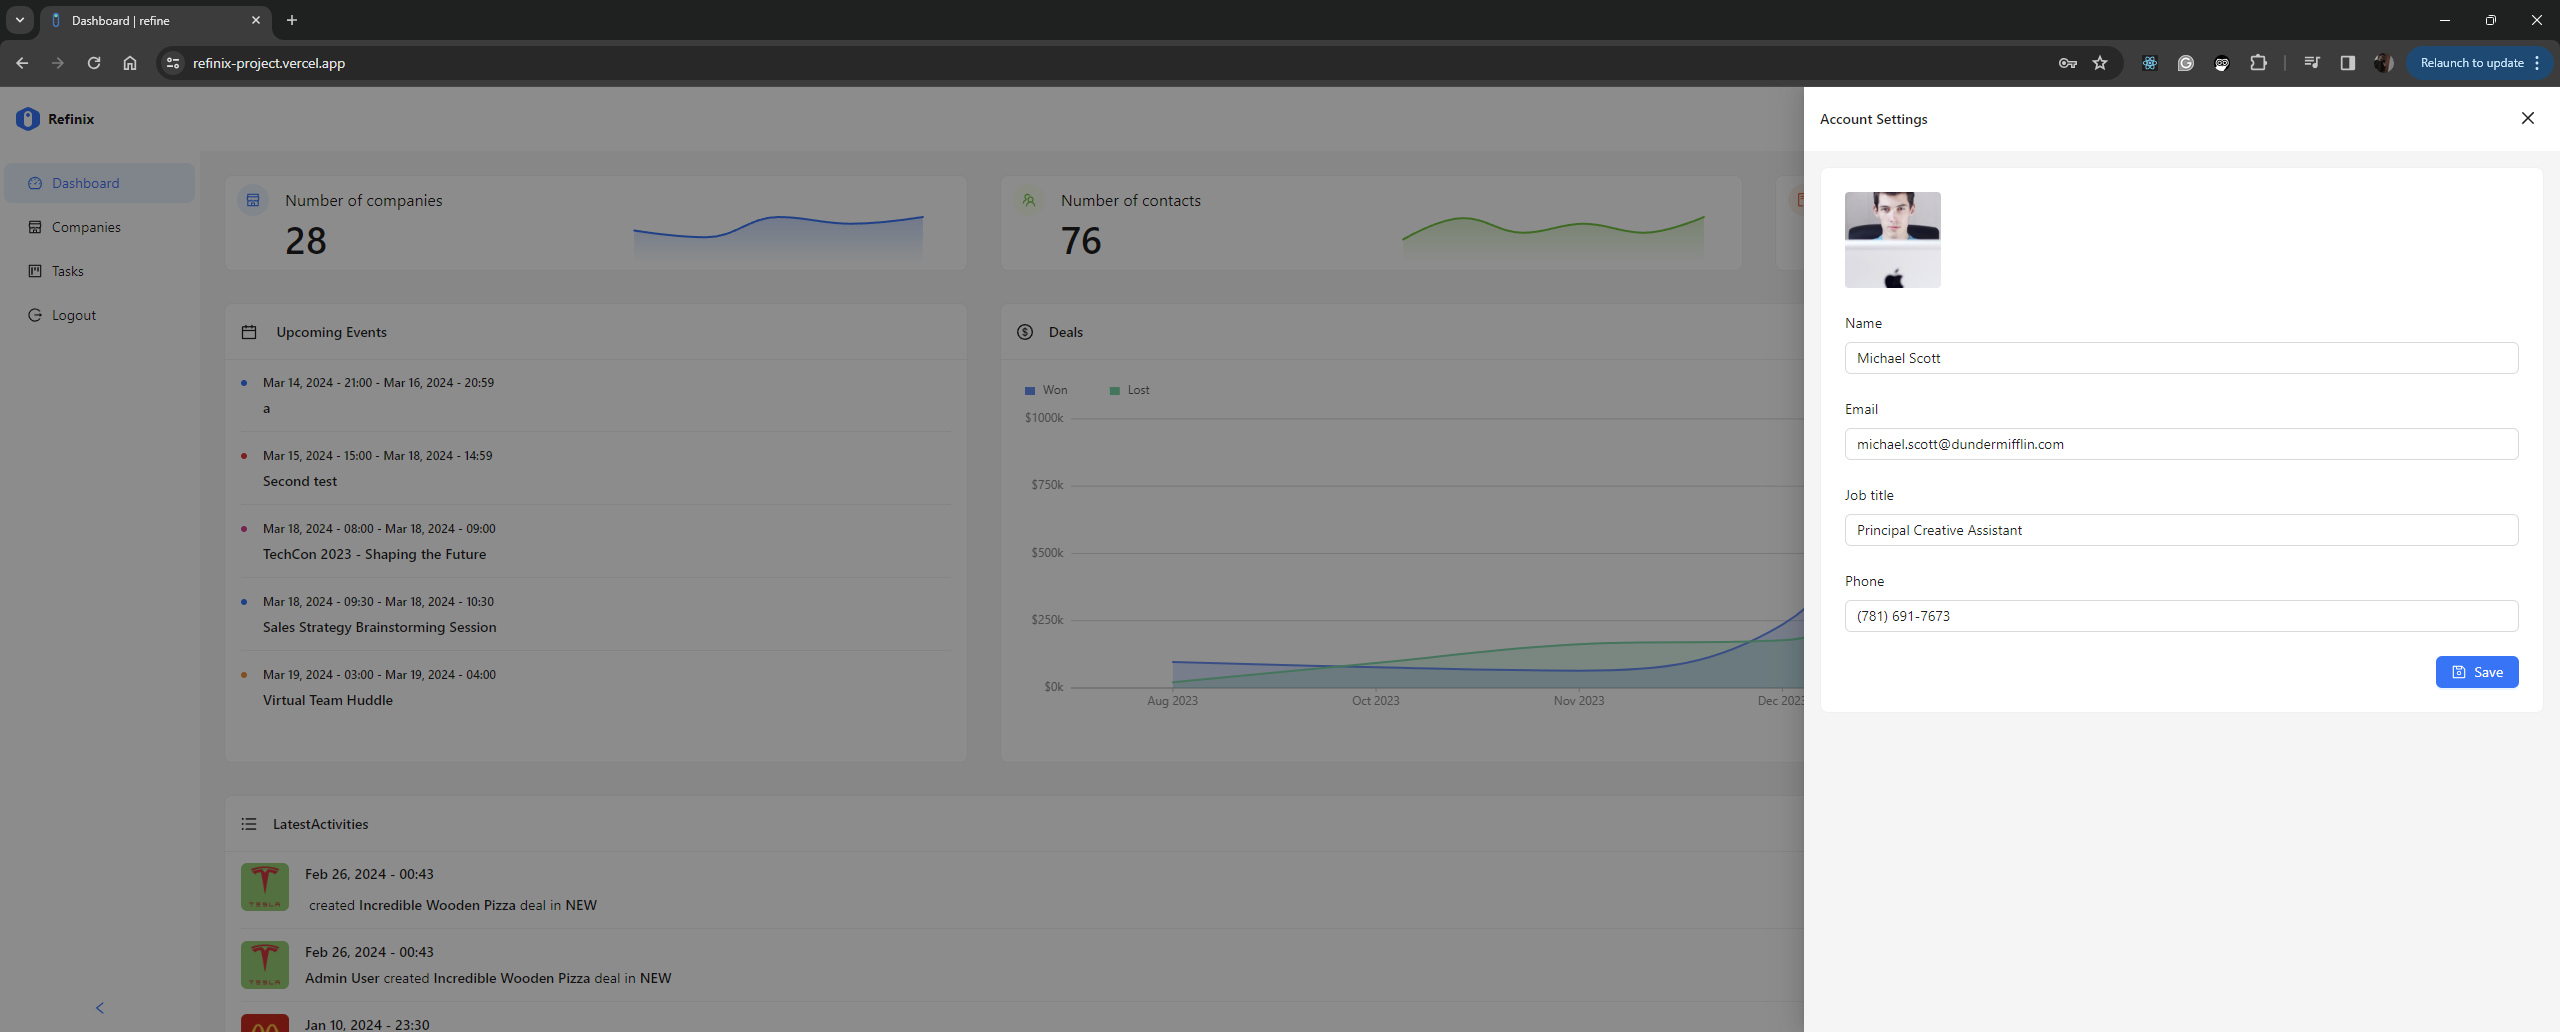 Dashboard | refine
refinix-project.vercel.app
Relaunch to update
Refinix
Dashboard
Companies
Tasks
Logout
Number of companies
28
Number of contacts
76
Upcoming Events
Mar 14, 2024 - 21:00 - Mar 16, 2024 - 20:59
a
Mar 15, 2024 - 15:00 - Mar 18, 2024 - 14:59
Second test
Mar 18, 2024 - 08:00 - Mar 18, 2024 - 09:00
TechCon 2023 - Shaping the Future
Mar 18, 2024 - 09:30 - Mar 18, 2024 - 10:30
Sales Strategy Brainstorming Session
Mar 19, 2024 - 03:00 - Mar 19, 2024 - 04:00
Virtual Team Huddle
Deals
Won Lost
$1000k
$750k
$500k
$250k
$0k
Aug 2023 Oct 2023 Nov 2023 Dec 2023
LatestActivities
TESLA
Feb 26, 2024 - 00:43
created Incredible Wooden Pizza deal in NEW
TESLA
Feb 26, 2024 - 00:43
Admin User created Incredible Wooden Pizza deal in NEW
Jan 10, 2024 - 23:30
Account Settings
Name
Michael Scott
Email
michael.scott@dundermifflin.com
Job title
Principal Creative Assistant
Phone
(781) 691-7673
Save